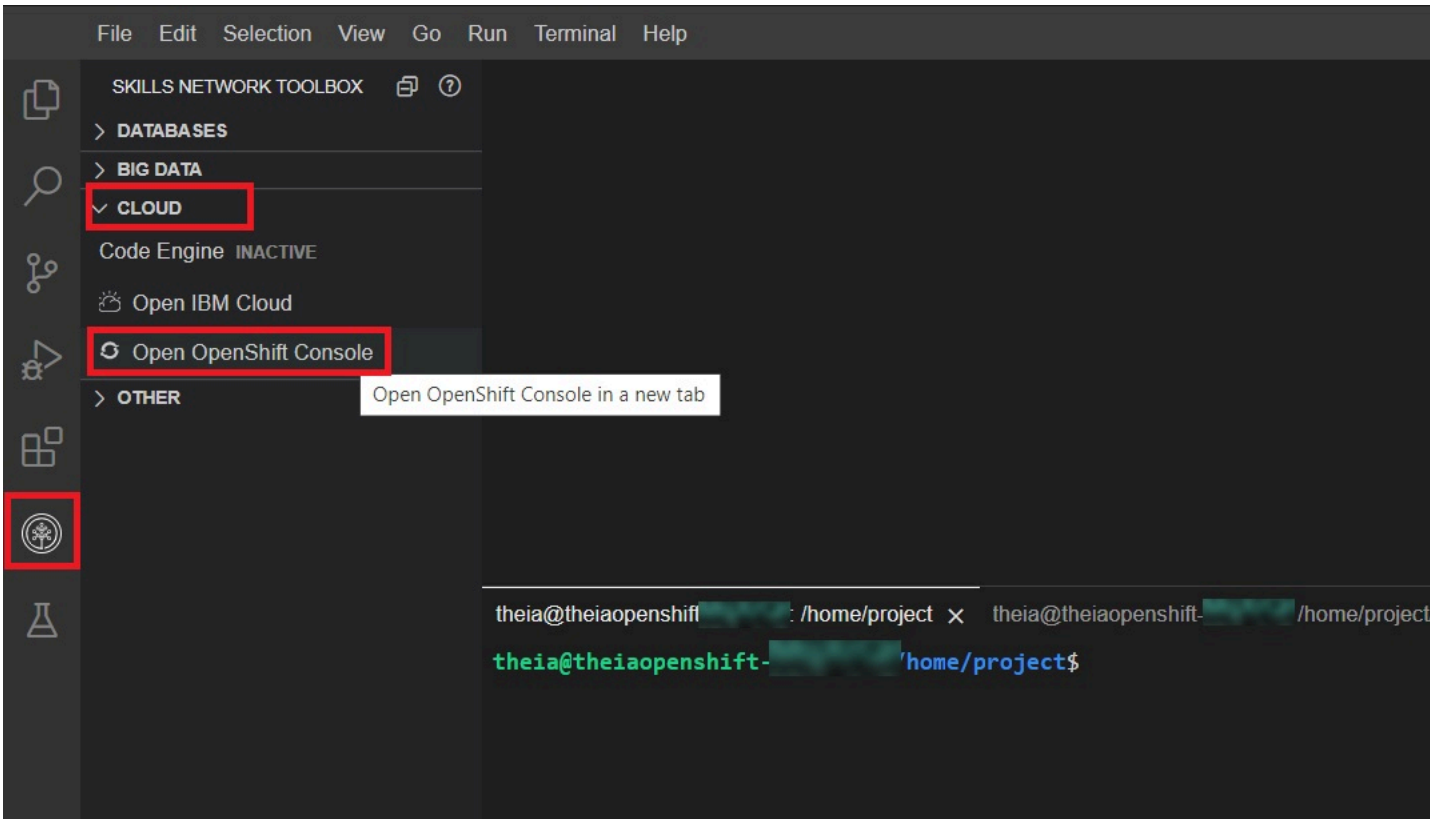 File Edit Selection View Go Run Terminal Help
SKILLS NETWORK TOOLBOX
DATABASES
BIG DATA
CLOUD
Code Engine INACTIVE
Open IBM Cloud
Open OpenShift Console
Open OpenShift Console in a new tab
OTHER
theia@theiaopenshift : /home/project theia@theiaopenshift- /home/project
theia@theiaopenshift- /home/project$